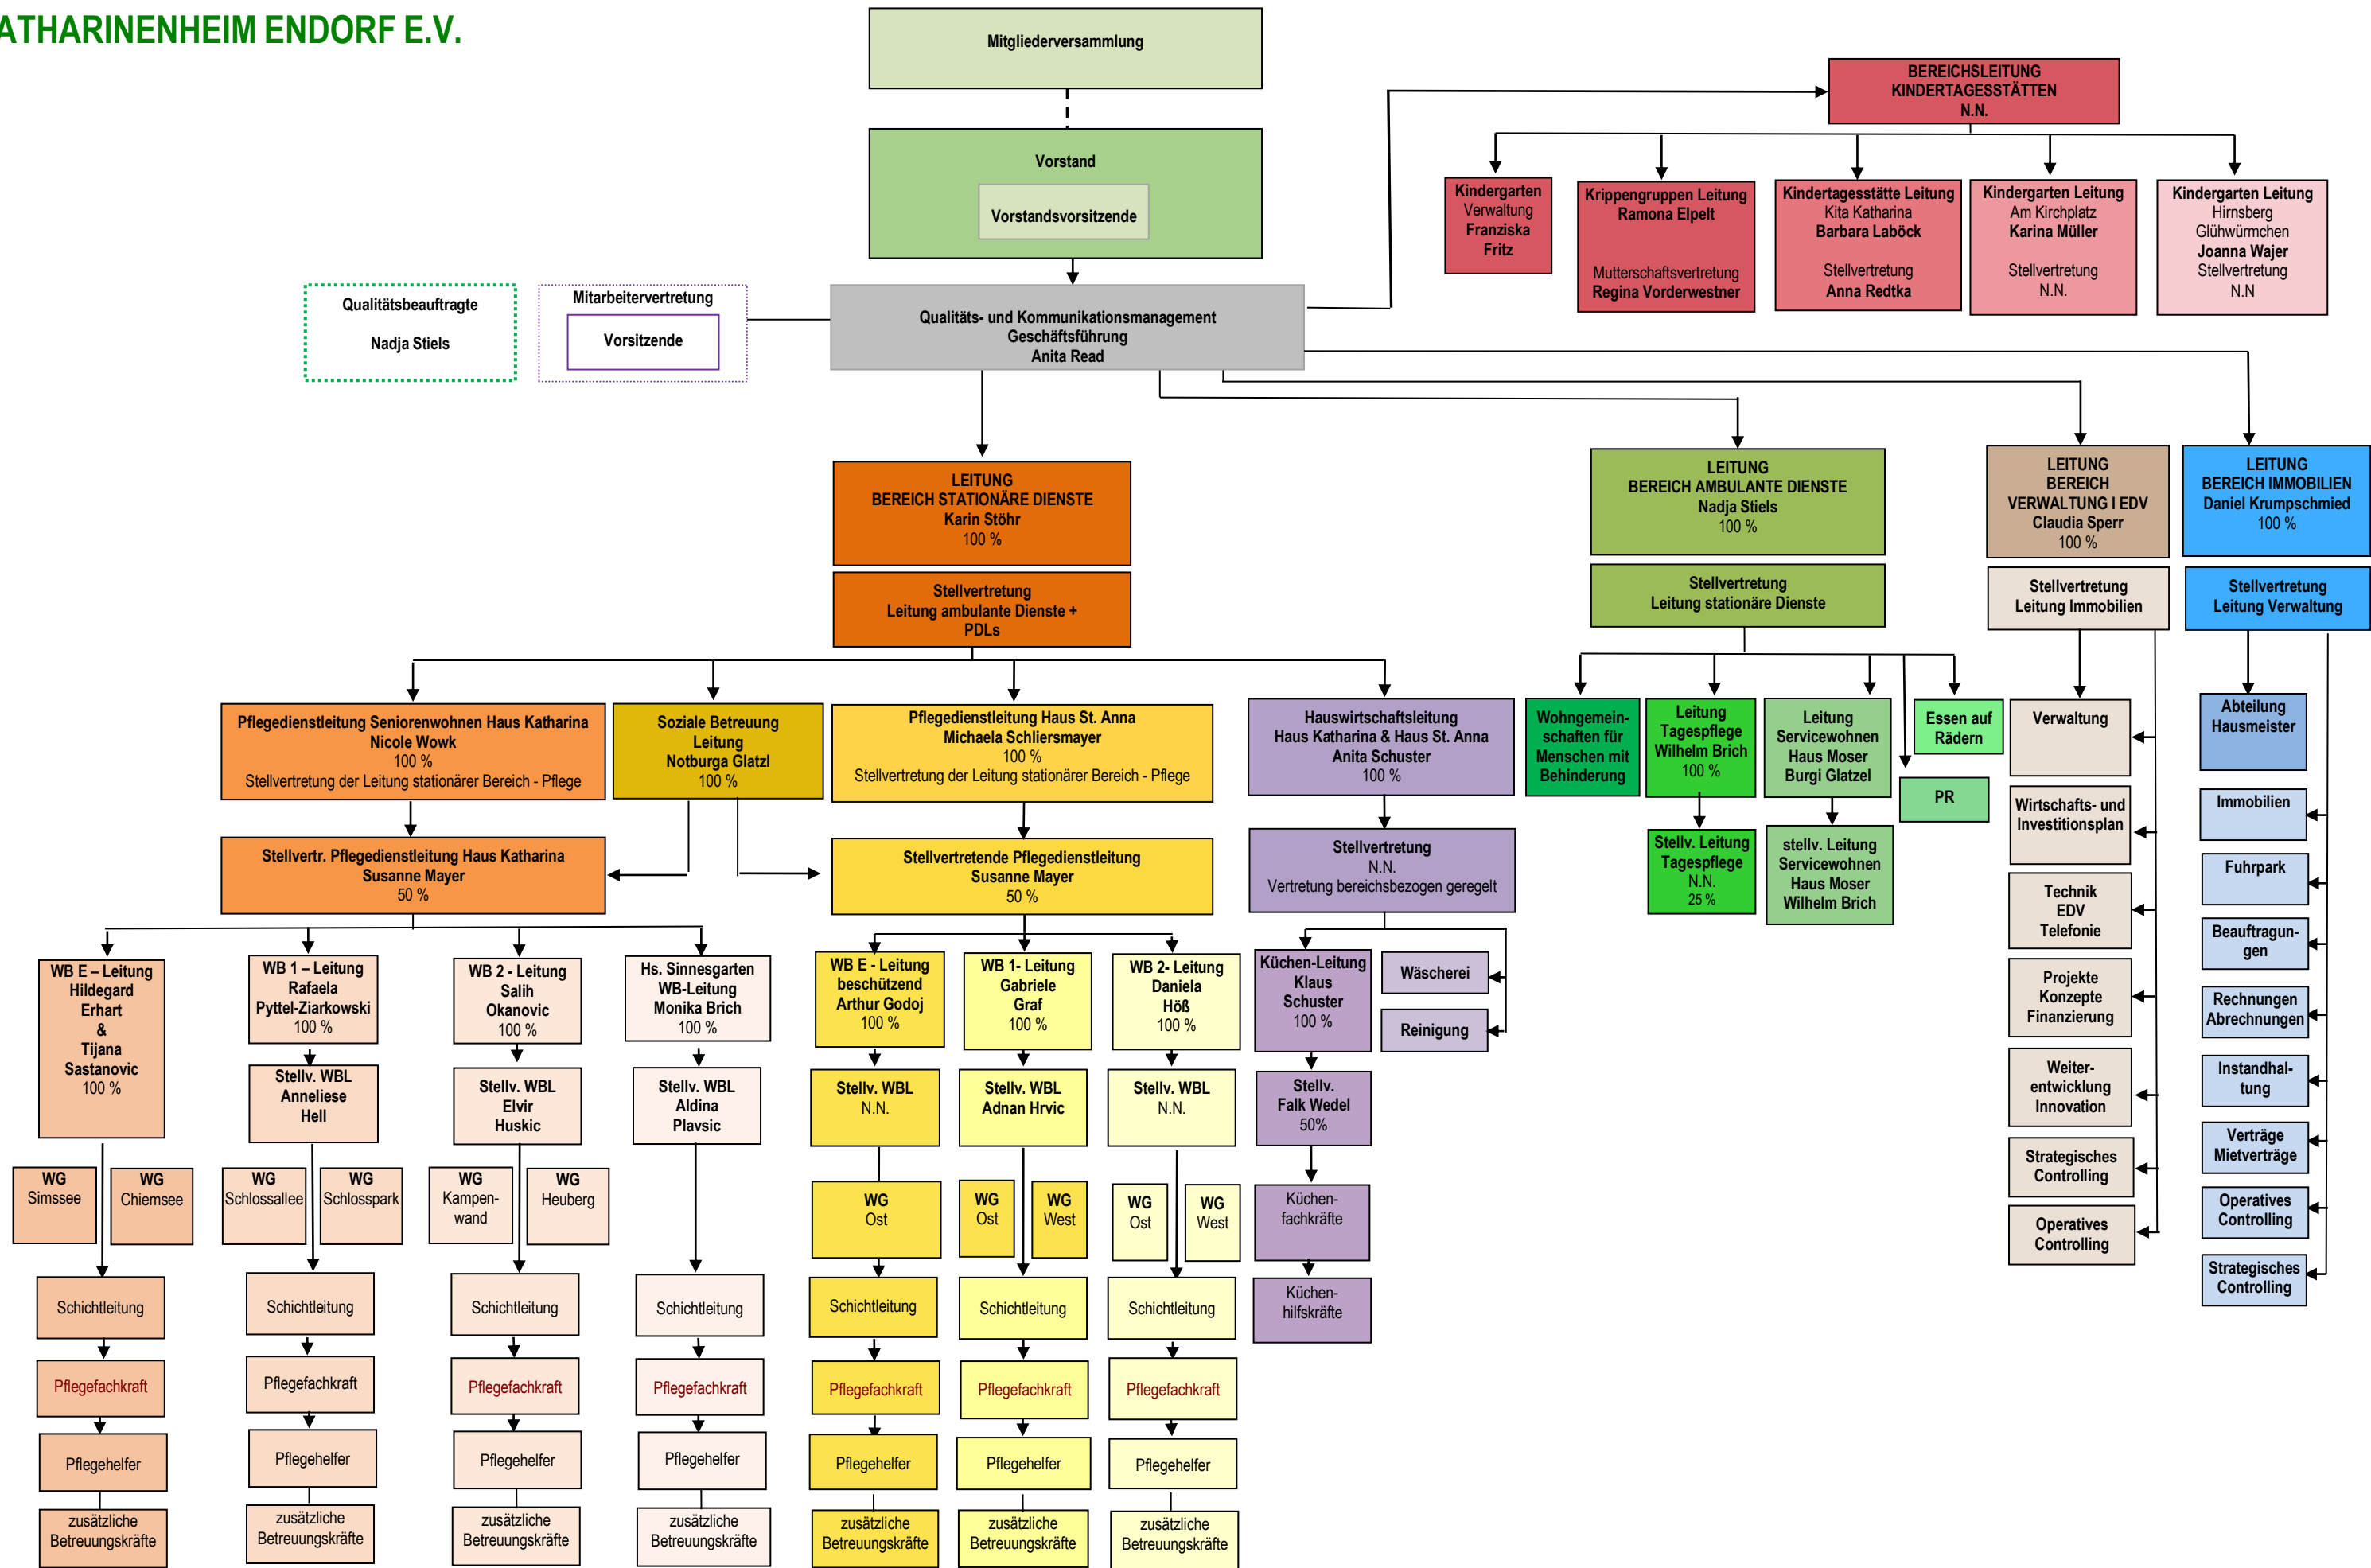 ATHARINENHEIM ENDORF E.V.
Mitgliederversammlung
Vorstand
Vorstandsvorsitzende
BEREICHSLEITUNG
KINDERTAGESSTÄTTEN
N.N.
Kindergarten
Verwaltung
Franziska
Fritz
Krippengruppen Leitung
Ramona Elpelt
Mutterschaftsvertretung
Regina Vorderwestner
Kindertagesstätte Leitung
Kita Katharina
Barbara Laböck
Stellvertretung
Anna Redtka
Kindergarten Leitung
Am Kirchplatz
Karina Müller
Stellvertretung
N.N.
Kindergarten Leitung
Hirnsberg
Glühwürmchen
Joanna Wajer
Stellvertretung
N.N
Qualitätsbeauftragte
Nadja Stiels
Mitarbeitervertretung
Vorsitzende
Qualitäts- und Kommunikationsmanagement
Geschäftsführung
Anita Read
LEITUNG
BEREICH STATIONÄRE DIENSTE
Karin Stöhr
100 %
Stellvertretung
Leitung ambulante Dienste +
PDLs
LEITUNG
BEREICH AMBULANTE DIENSTE
Nadja Stiels
100 %
Stellvertretung
Leitung stationäre Dienste
LEITUNG
BEREICH
VERWALTUNG I EDV
Claudia Sperr
100 %
Stellvertretung
Leitung Immobilien
LEITUNG
BEREICH IMMOBILIEN
Daniel Krumpschmied
100 %
Stellvertretung
Leitung Verwaltung
Pflegedienstleitung Seniorenwohnen Haus Katharina
Nicole Wowk
100 %
Stellvertretung der Leitung stationärer Bereich - Pflege
Soziale Betreuung
Leitung
Notburga Glatzl
100 %
Pflegedienstleitung Haus St. Anna
Michaela Schliersmayer
100 %
Stellvertretung der Leitung stationärer Bereich - Pflege
Hauswirtschaftsleitung
Haus Katharina & Haus St. Anna
Anita Schuster
100 %
Wohngemein-
schaften für
Menschen mit
Behinderung
Leitung
Tagespflege
Wilhelm Brich
100 %
Leitung
Servicewohnen
Haus Moser
Burgi Glatzel
Essen auf
Rädern
PR
Stellvertr. Pflegedienstleitung Haus Katharina
Susanne Mayer
50 %
Stellvertretende Pflegedienstleitung
Susanne Mayer
50 %
Stellvertretung
N.N.
Vertretung bereichsbezogen geregelt
Stellv. Leitung
Tagespflege
N.N.
25 %
stellv. Leitung
Servicewohnen
Haus Moser
Wilhelm Brich
Verwaltung
Wirtschafts- und
Investitionsplan
Technik
EDV
Telefonie
Projekte
Konzepte
Finanzierung
Weiter-
entwicklung
Innovation
Strategisches
Controlling
Operatives
Controlling
Abteilung
Hausmeister
Immobilien
Fuhrpark
Beauftragun-
gen
Rechnungen
Abrechnungen
Instandhal-
tung
Verträge
Mietverträge
Operatives
Controlling
Strategisches
Controlling
WB E – Leitung
Hildegard
Erhart
&
Tijana
Sastanovic
100 %
WG
Simssee
WG
Chiemsee
Schichtleitung
Pflegefachkraft
Pflegehelfer
zusätzliche
Betreuungskräfte
WB 1 – Leitung
Rafaela
Pyttel-Ziarkowski
100 %
Stellv. WBL
Anneliese
Hell
WG
Schlossallee
WG
Schlosspark
Schichtleitung
Pflegefachkraft
Pflegehelfer
zusätzliche
Betreuungskräfte
WB 2 - Leitung
Salih
Okanovic
100 %
Stellv. WBL
Elvir
Huskic
WG
Kampen-
wand
WG
Heuberg
Schichtleitung
Pflegefachkraft
Pflegehelfer
zusätzliche
Betreuungskräfte
Hs. Sinnesgarten
WB-Leitung
Monika Brich
100 %
Stellv. WBL
Aldina
Plavsic
Schichtleitung
Pflegefachkraft
Pflegehelfer
zusätzliche
Betreuungskräfte
WB E - Leitung
beschützend
Arthur Godoj
100 %
Stellv. WBL
N.N.
WG
Ost
Schichtleitung
Pflegefachkraft
Pflegehelfer
zusätzliche
Betreuungskräfte
WB 1- Leitung
Gabriele
Graf
100 %
Stellv. WBL
Adnan Hrvic
WG
Ost
WG
West
Schichtleitung
Pflegefachkraft
Pflegehelfer
zusätzliche
Betreuungskräfte
WB 2- Leitung
Daniela
Höß
100 %
Stellv. WBL
N.N.
WG
Ost
WG
West
Schichtleitung
Pflegefachkraft
Pflegehelfer
zusätzliche
Betreuungskräfte
Küchen-Leitung
Klaus
Schuster
100 %
Stellv.
Falk Wedel
50%
Küchen-
fachkräfte
Küchen-
hilfskräfte
Wäscherei
Reinigung